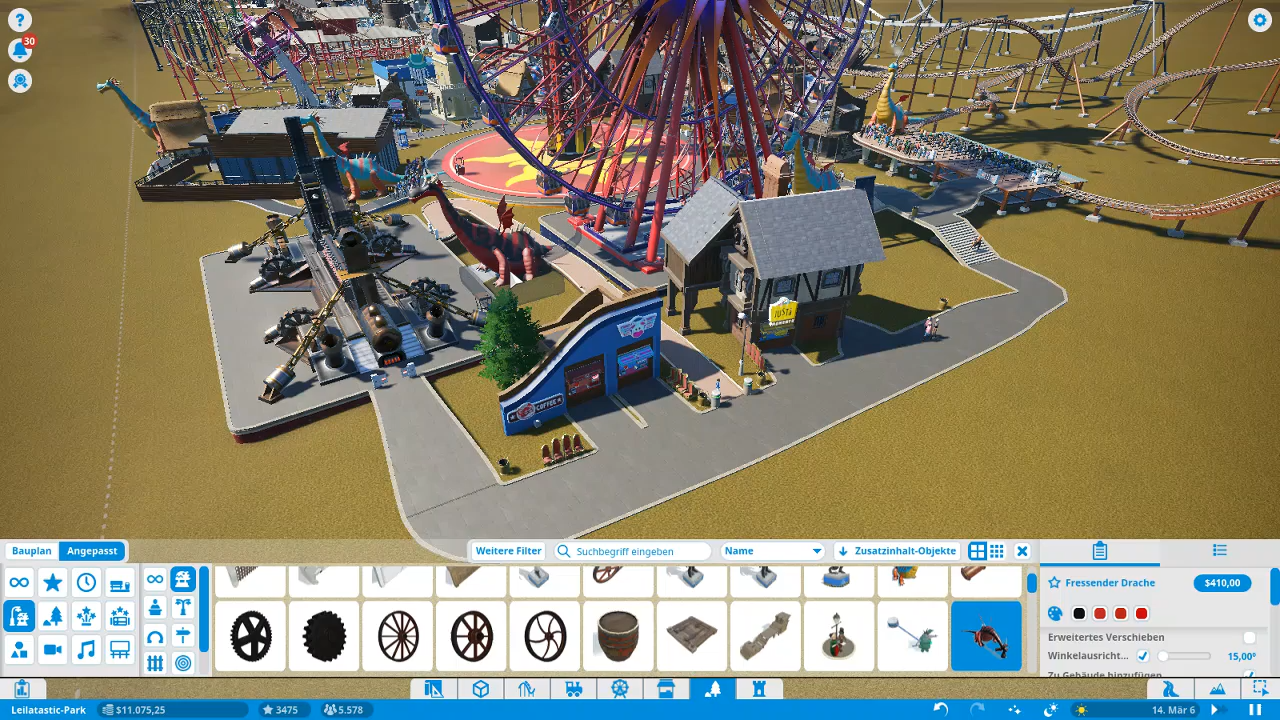 ?
30
COFFEE
Bauplan
Angepasst
Weitere Filter
Suchbegriff eingeben
Name
Zusatzinhalt-Objekte
Fressender Drache
$410,00
Erweitertes Verschieben
Winkelausricht...
15,00°
Zu Gebäude hinzufügen
Leilatastic-Park
$11.075,25
3475
5.578
14. Mär 6